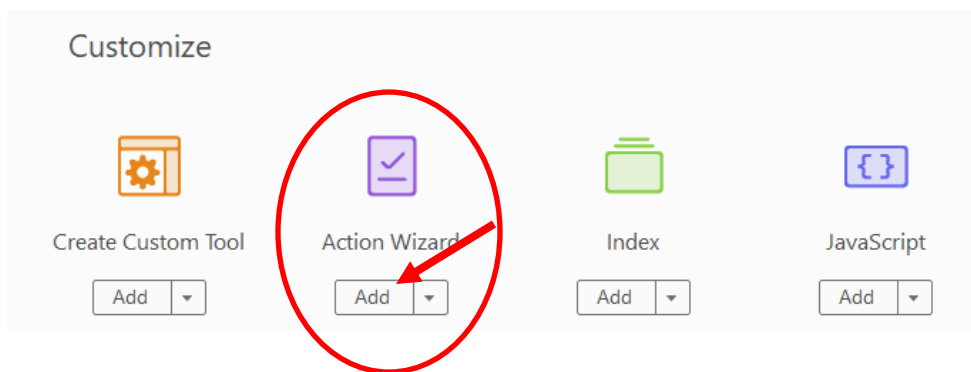 Customize
Create Custom Tool
Action Wizard
Index
JavaScript
Add
Add
Add
Add